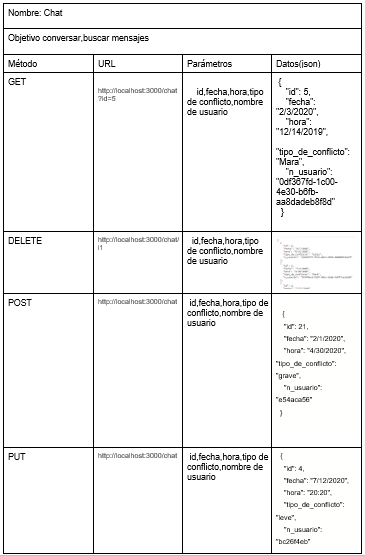 Nombre: Chat
Objetivo conversar,buscar mensajes
Método URL Parámetros Datos(json)
GET
http://localhost:3000/chat
?id=5
id,fecha,hora,tipo
de conflicto,nombre
de usuario
{
"id": 5,
"fecha":
"2/3/2020",
"hora":
"12/14/2019",
"tipo_de_conflicto":
"Mara",
"n_usuario":
"0df367fd-1c00-
4e30-b6fb-
aa8dadeb8f8d"
}
DELETE
http://localhost:3000/chat/
id,fecha,hora,tipo
de conflicto,nombre
de usuario
POST
http://localhost:3000/chat
id,fecha,hora,tipo de
conflicto,nombre de
usuario
{
"id": 21,
"fecha": "2/1/2020",
"hora": "4/30/2020",
"tipo_de_conflicto":
"grave",
"n_usuario":
"e54aca56"
}
PUT
http://localhost:3000/chat
id,fecha,hora,tipo de
conflicto,nombre de
usuario
{
"id": 4,
"fecha": "7/12/2020",
"hora": "20:20",
"tipo_de_conflicto":
"leve",
"n_usuario":
"bc26f4eb"